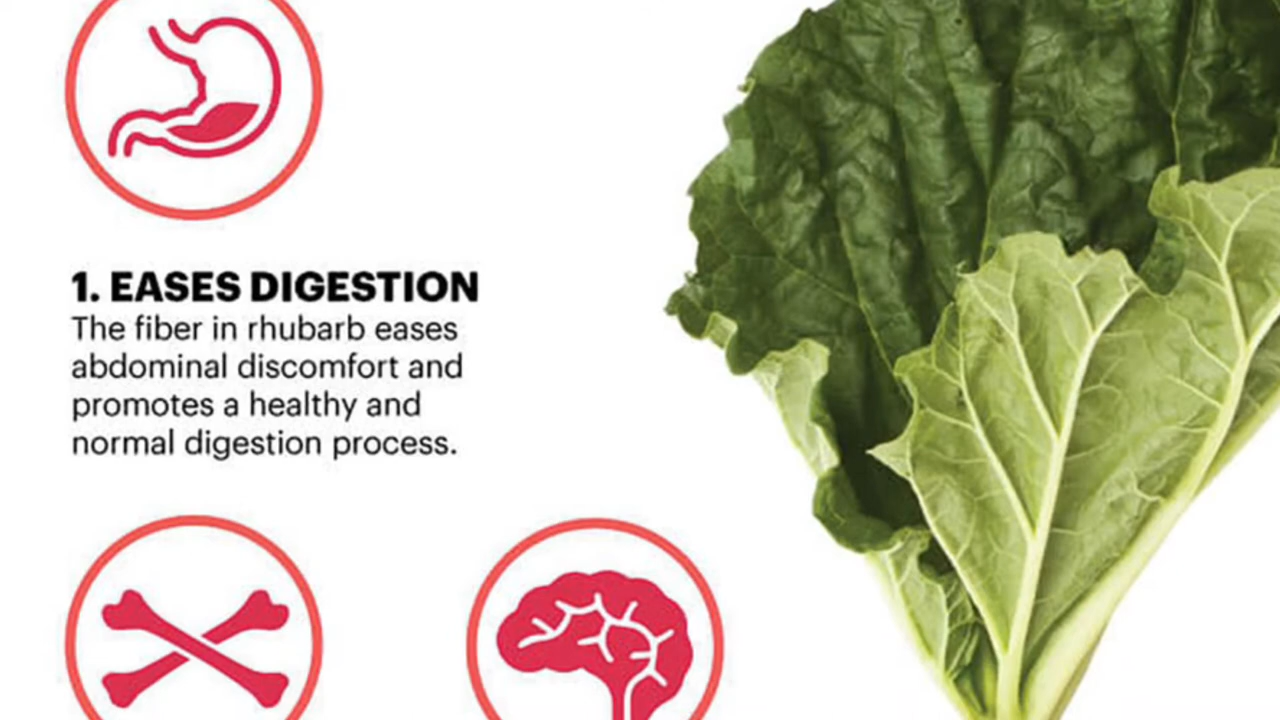 1. EASES DIGESTION
The fiber in rhubarb eases
abdominal discomfort and
promotes a healthy and
normal digestion process.